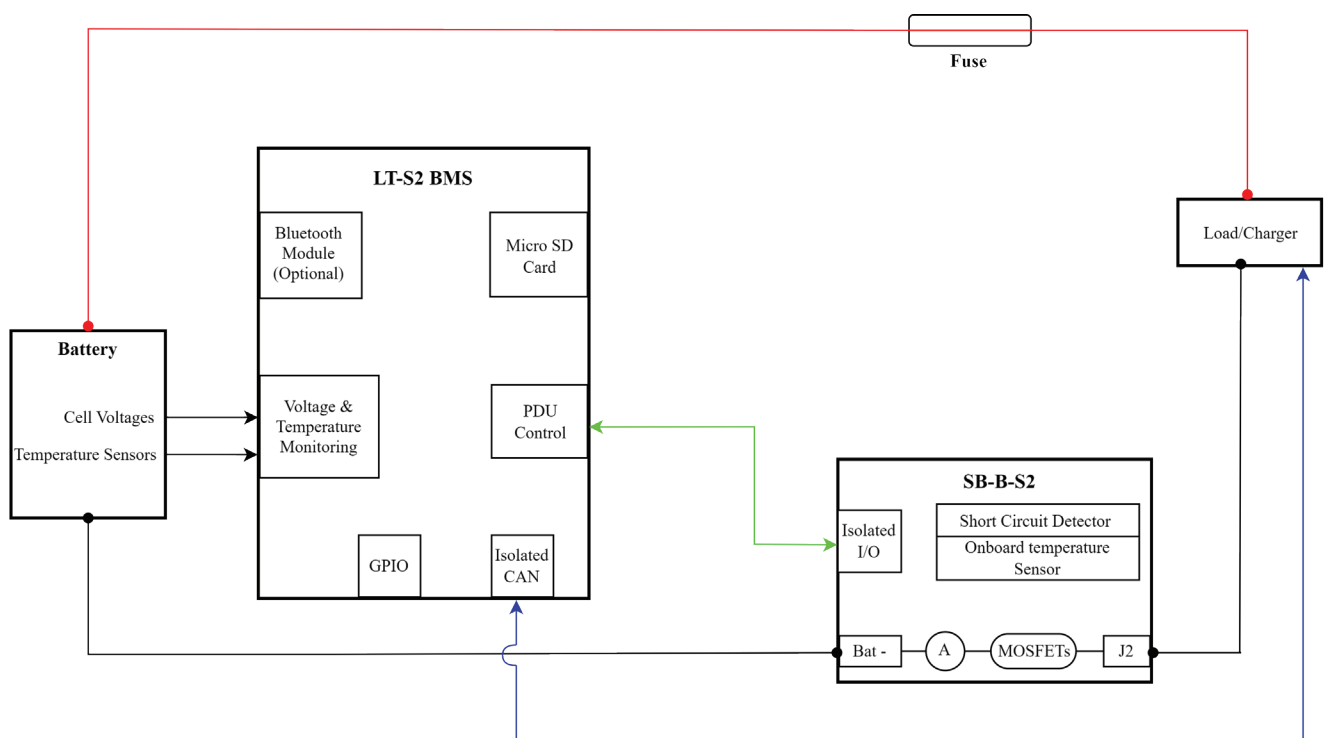 Fuse
LT-S2 BMS
Bluetooth
Module
(Optional)
Micro SD
Card
Load/Charger
Battery
Cell Voltages
Temperature Sensors
Voltage &
Temperature
Monitoring
PDU
Control
GPIO
Isolated
CAN
SB-B-S2
Isolated
I/O
Short Circuit Detector
Onboard temperature
Sensor
Bat -
A
MOSFETs
J2